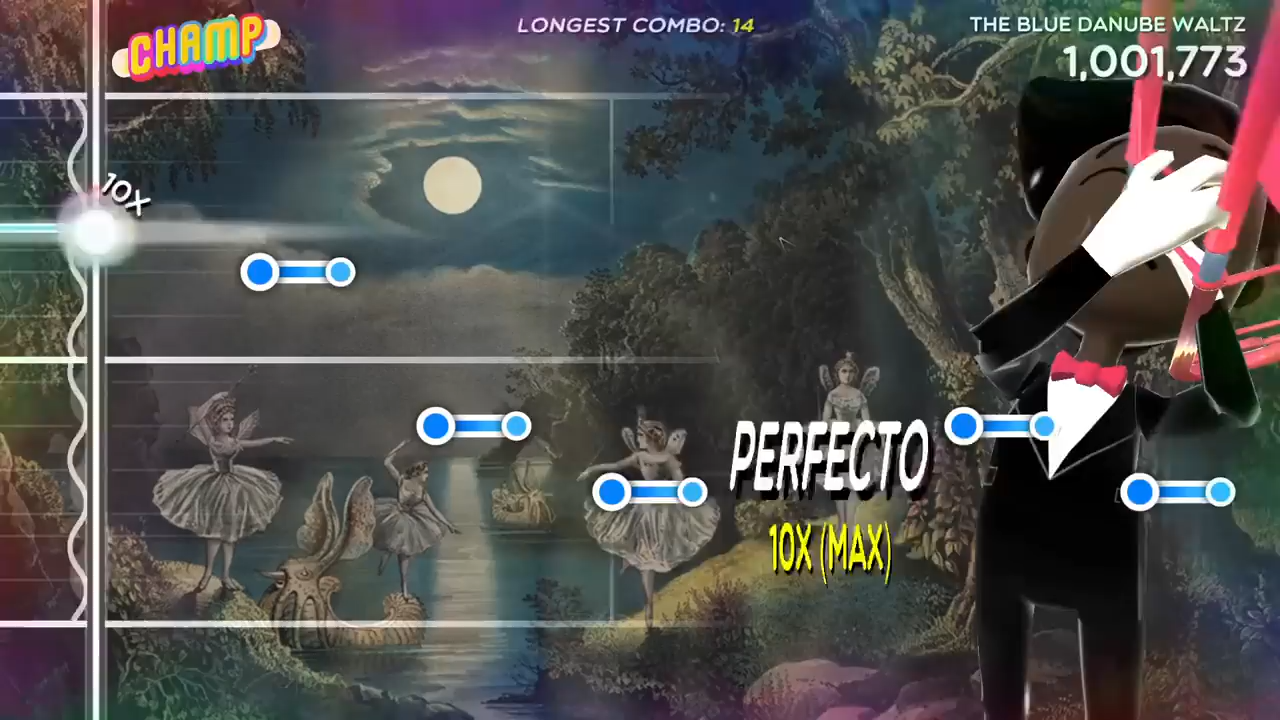 CHAMP
LONGEST COMBO: 14
THE BLUE DANUBE WALTZ
1,001,773
10X
PERFECTO
10X (MAX)